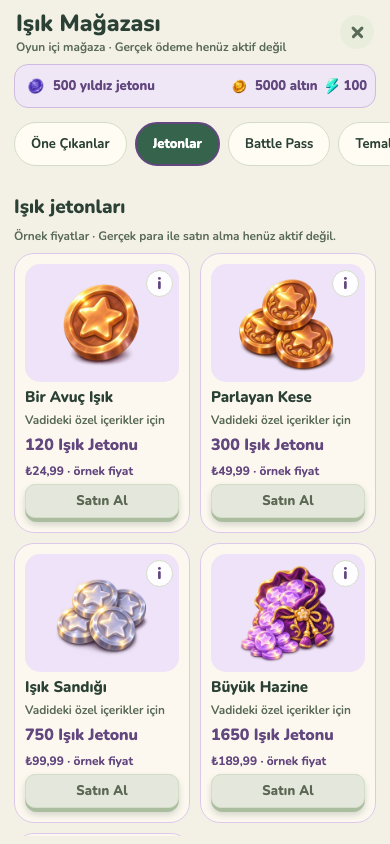 Işık Mağazası
Oyun içi mağaza · Gerçek ödeme henüz aktif değil
500 yıldız jetonu
5000 altın
100
Öne Çıkanlar
Jetonlar
Battle Pass
Işık jetonları
Örnek fiyatlar · Gerçek para ile satın alma henüz aktif değil.
i
i
Bir Avuç Işık
Vadideki özel içerikler için
120 Işık Jetonu
₺24,99 · örnek fiyat
Satın Al
Parlayan Kese
Vadideki özel içerikler için
300 Işık Jetonu
₺49,99 · örnek fiyat
Satın Al
i
i
Işık Sandığı
Vadideki özel içerikler için
750 Işık Jetonu
₺99,99 · örnek fiyat
Satın Al
Büyük Hazine
Vadideki özel içerikler için
1650 Işık Jetonu
₺189,99 · örnek fiyat
Satın Al